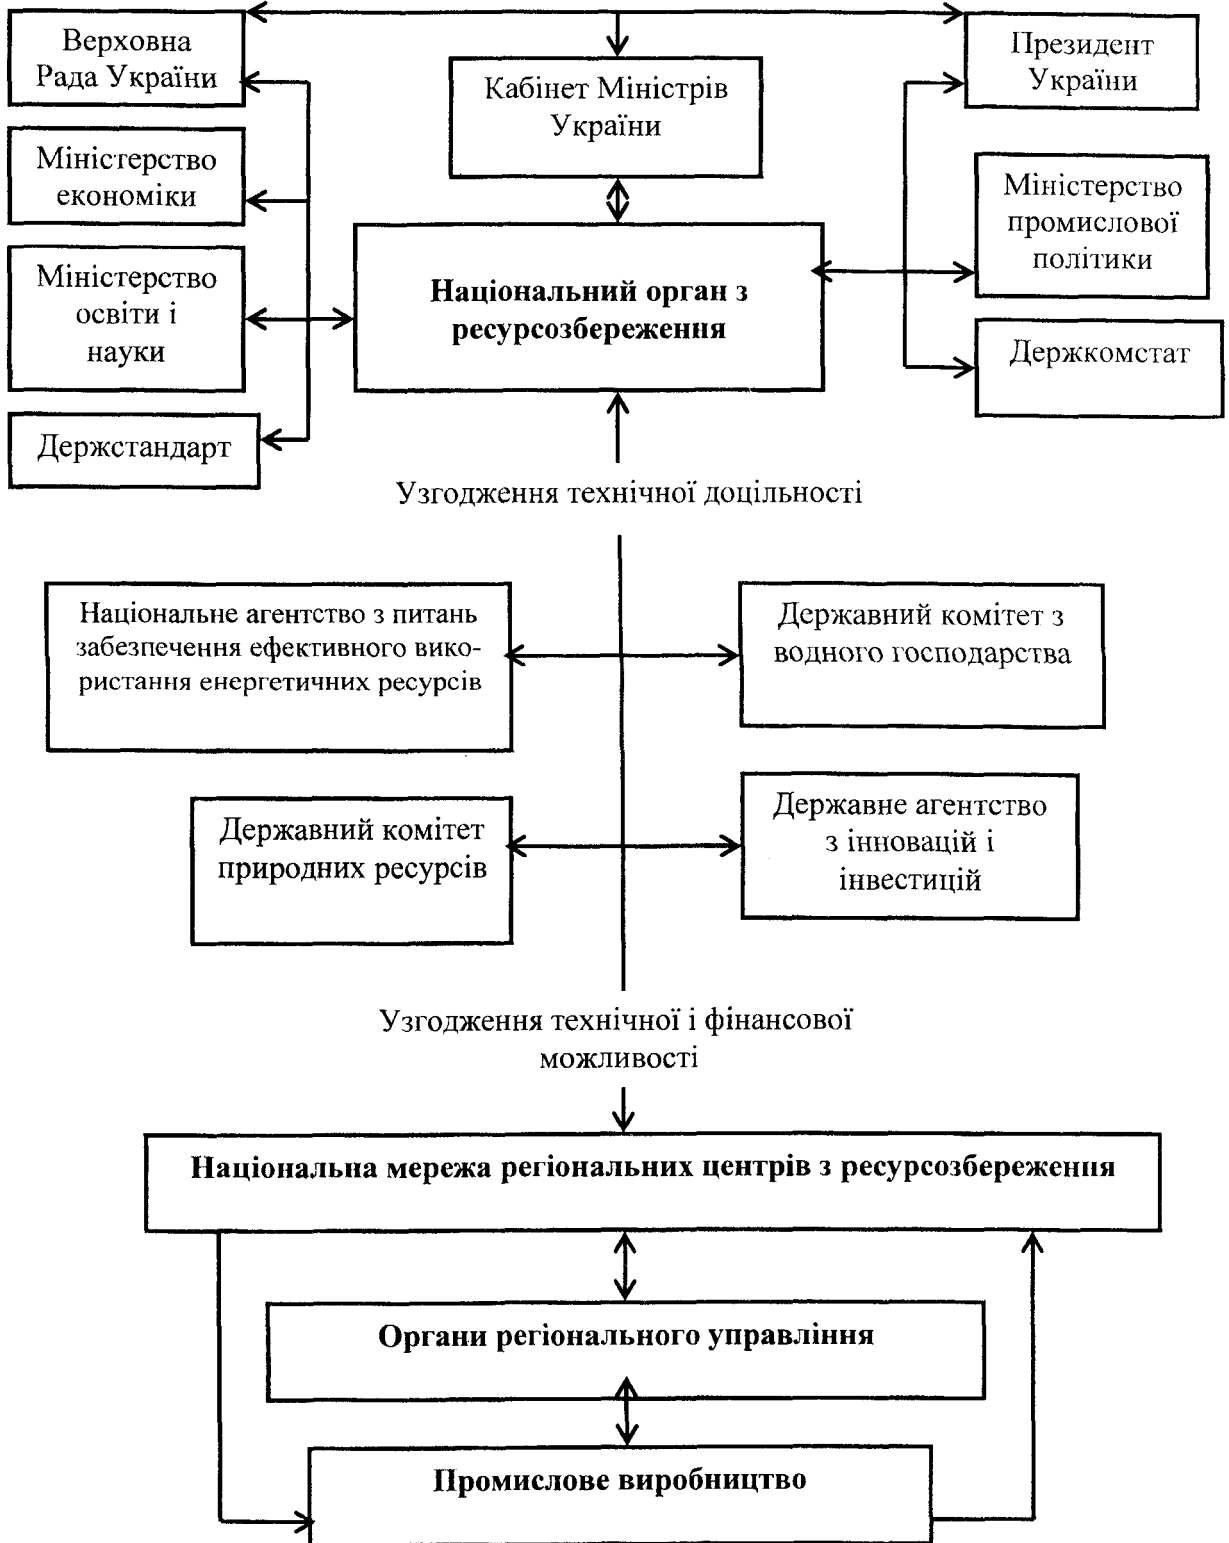 Верховна
Рада України
Кабінет Міністрів
України
Президент
України
Міністерство
економіки
Міністерство
освіти і
науки
Держстандарт
Національний орган з
ресурсозбереження
Міністерство
промислової
політики
Держкомстат
Узгодження технічної доцільності
Національне агентство з питань
забезпечення ефективного вико-
ристання енергетичних ресурсів
Державний комітет з
водного господарства
Державний комітет
природних ресурсів
Державне агентство
з інновацій і
інвестицій
Узгодження технічної і фінансової
можливості
Національна мережа регіональних центрів з ресурсозбереження
Органи регіонального управління
Промислове виробництво